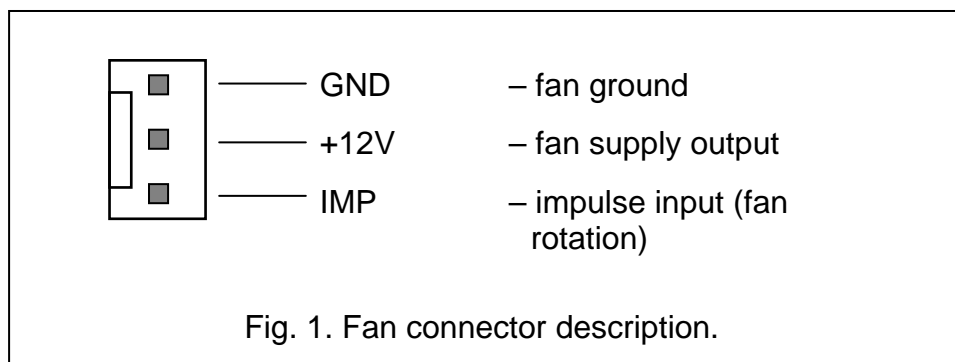 GND – fan ground
+12V – fan supply output
IMP – impulse input (fan
rotation)
Fig. 1. Fan connector description.